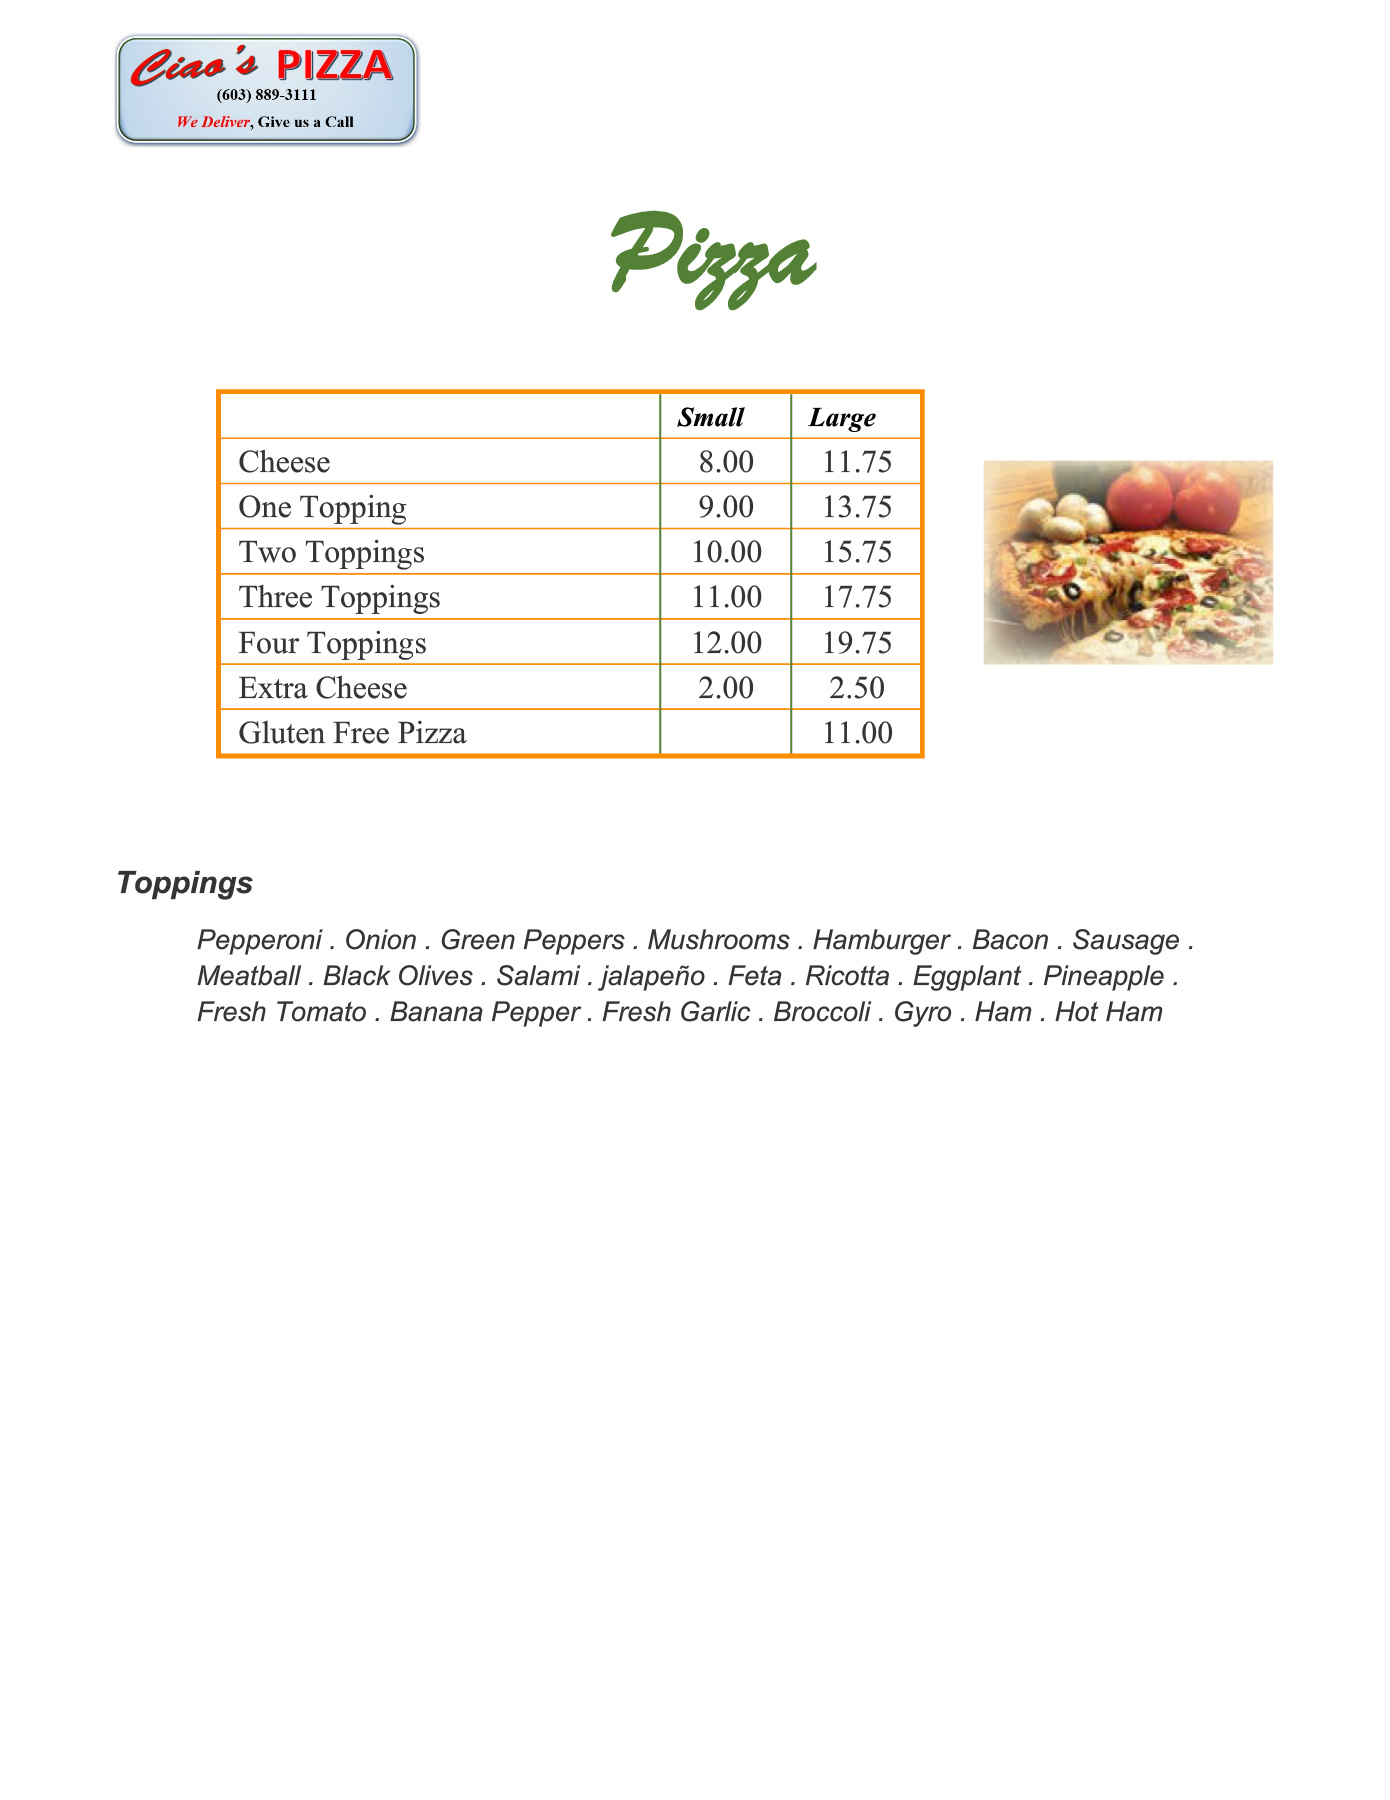 Ciao's PIZZA
(603) 889-3111
We Deliver, Give us a Call
Pizza
Small Large
Cheese 8.00 11.75
One Topping 9.00 13.75
Two Toppings 10.00 15.75
Three Toppings 11.00 17.75
Four Toppings 12.00 19.75
Extra Cheese 2.00 2.50
Gluten Free Pizza 11.00
Toppings
Pepperoni . Onion . Green Peppers . Mushrooms . Hamburger . Bacon . Sausage .
Meatball . Black Olives . Salami . jalapeño . Feta . Ricotta . Eggplant . Pineapple .
Fresh Tomato . Banana Pepper . Fresh Garlic . Broccoli . Gyro . Ham . Hot Ham